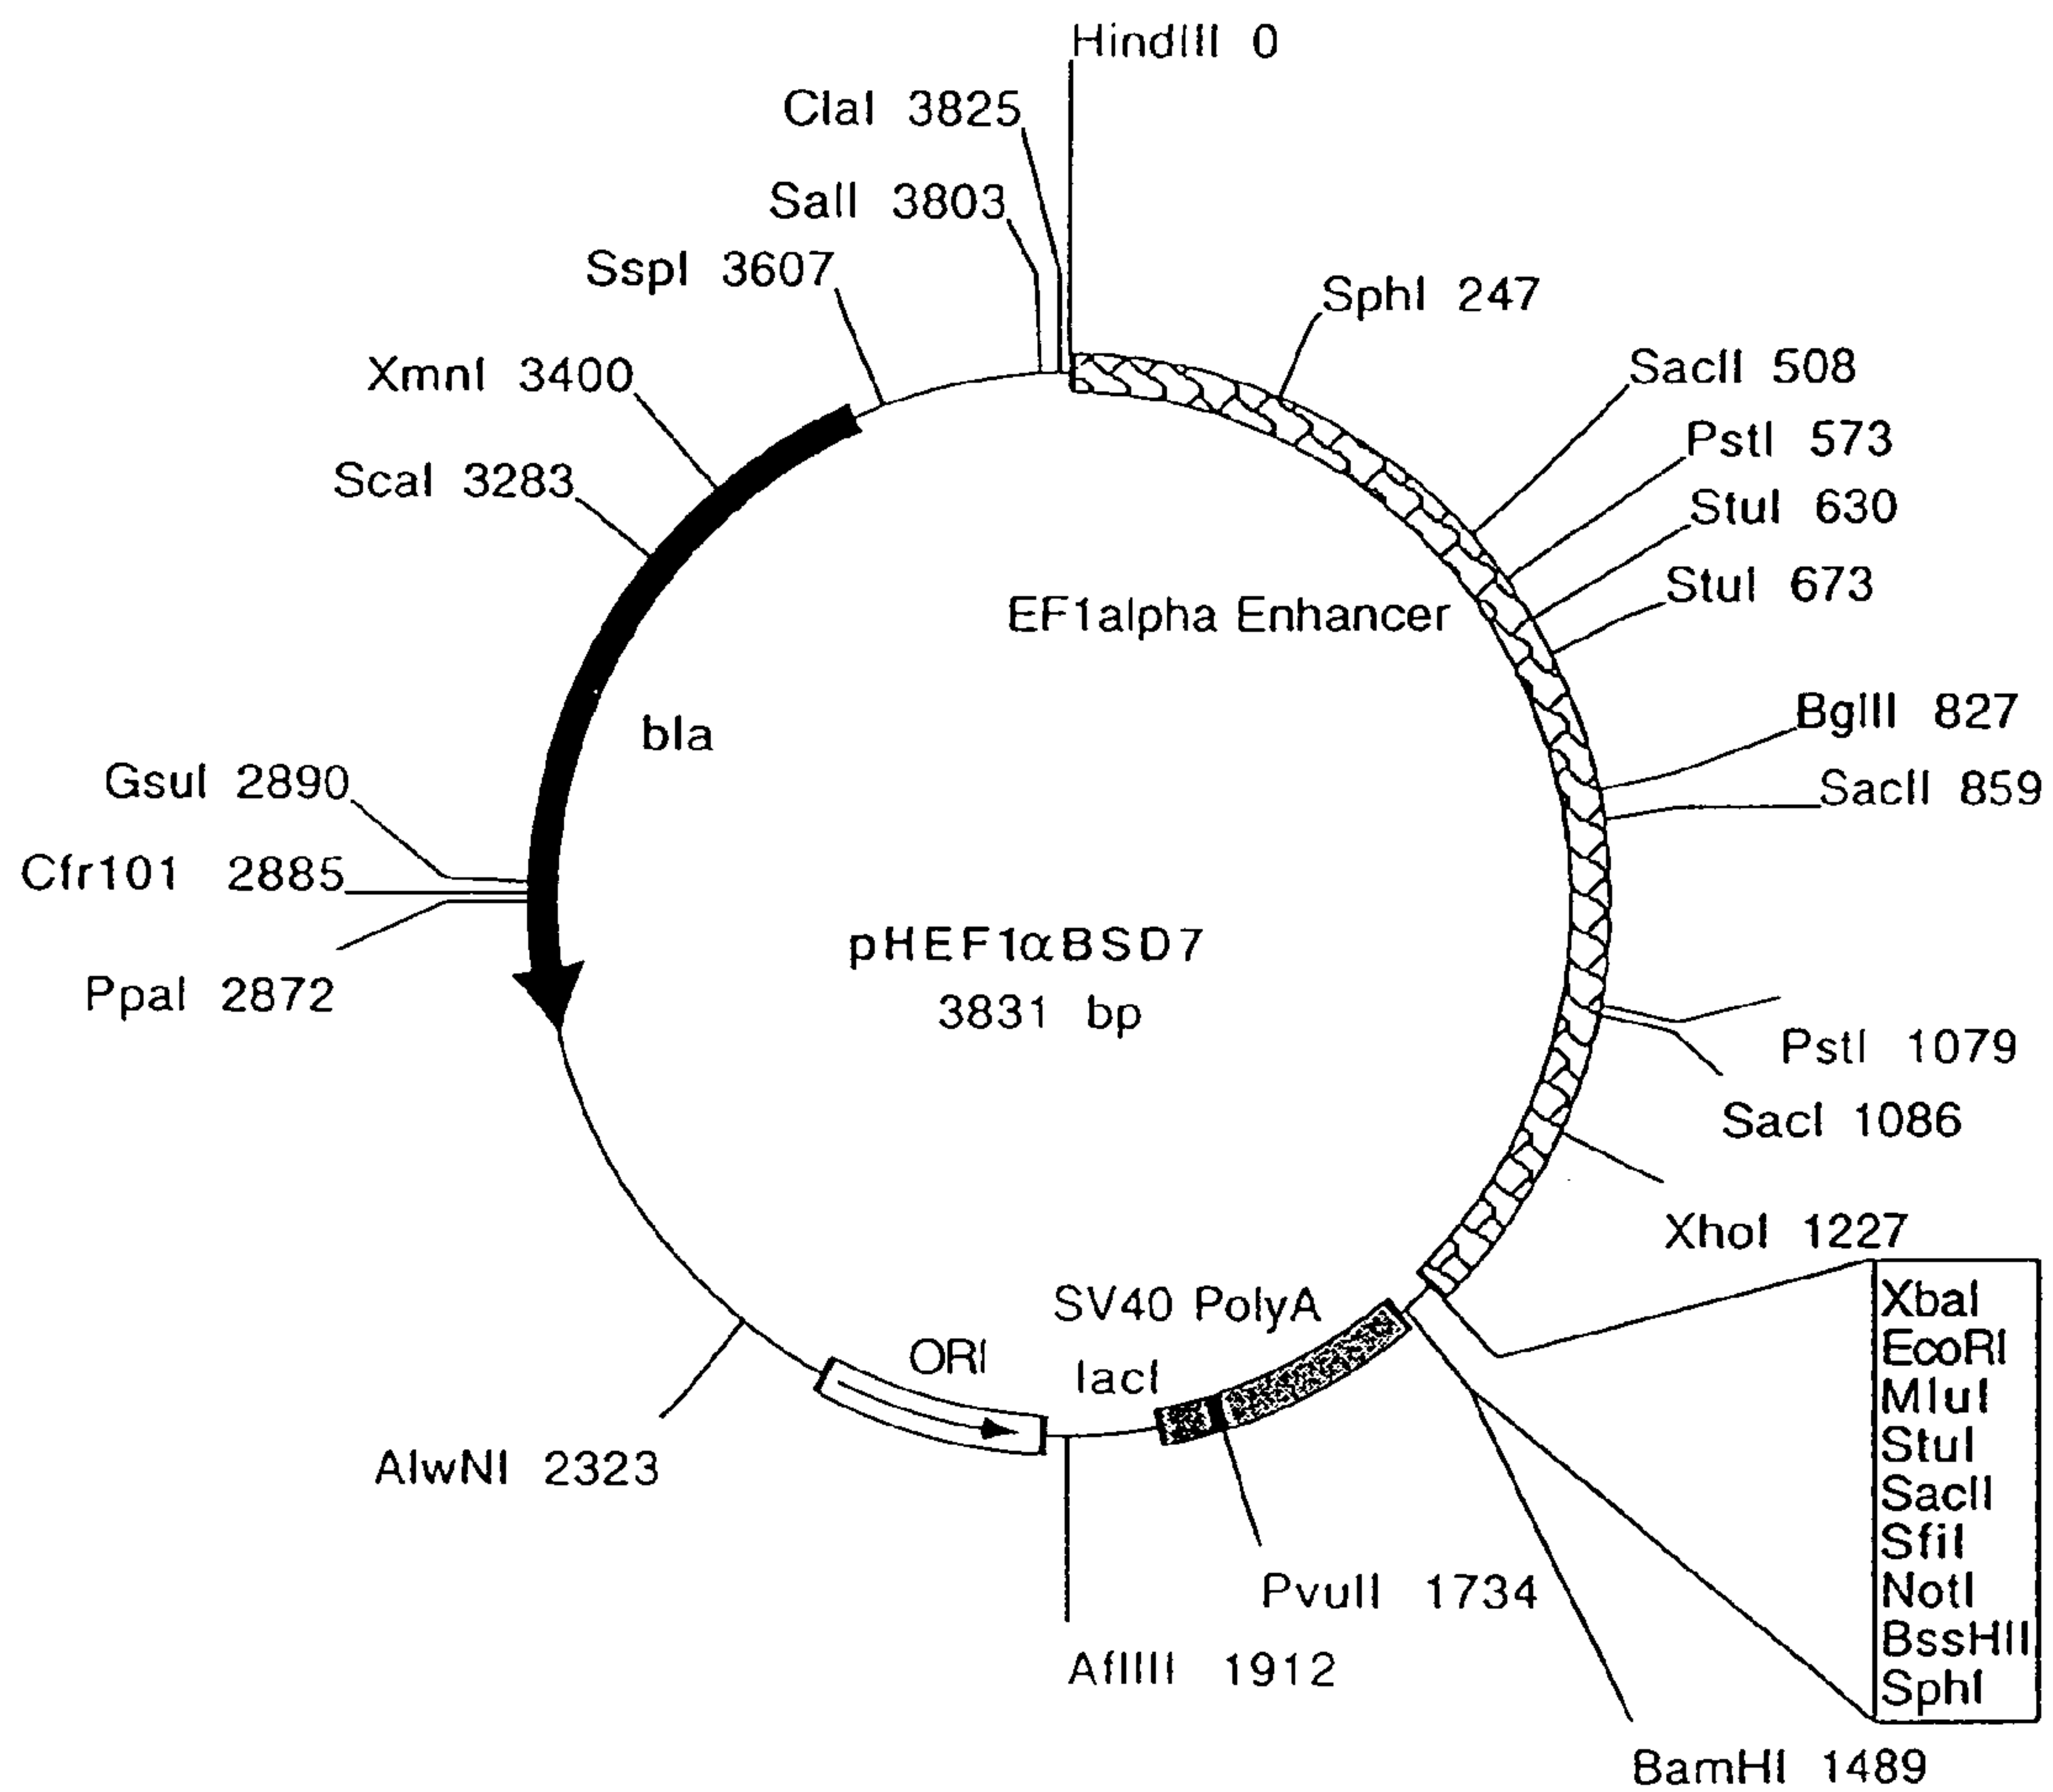 HindIII 0
ClaI 3825
SalI 3803
SspI 3607
XmnI 3400
ScaI 3283
SphI 247
SacII 508
PstI 573
StuI 630
StuI 673
EF1alpha Enhancer
BglII 827
SacII 859
bla
GsuI 2890
Cfr101 2885
PpaI 2872
pHEF1αBSD7
3831 bp
PstI 1079
SacI 1086
XhoI 1227
XbaI
EcoRI
MluI
StuI
SacII
SfiI
NotI
BssHII
SphI
SV40 PolyA
lacI
ORI
AlwNI 2323
PvuII 1734
AflIII 1912
BamHI 1489